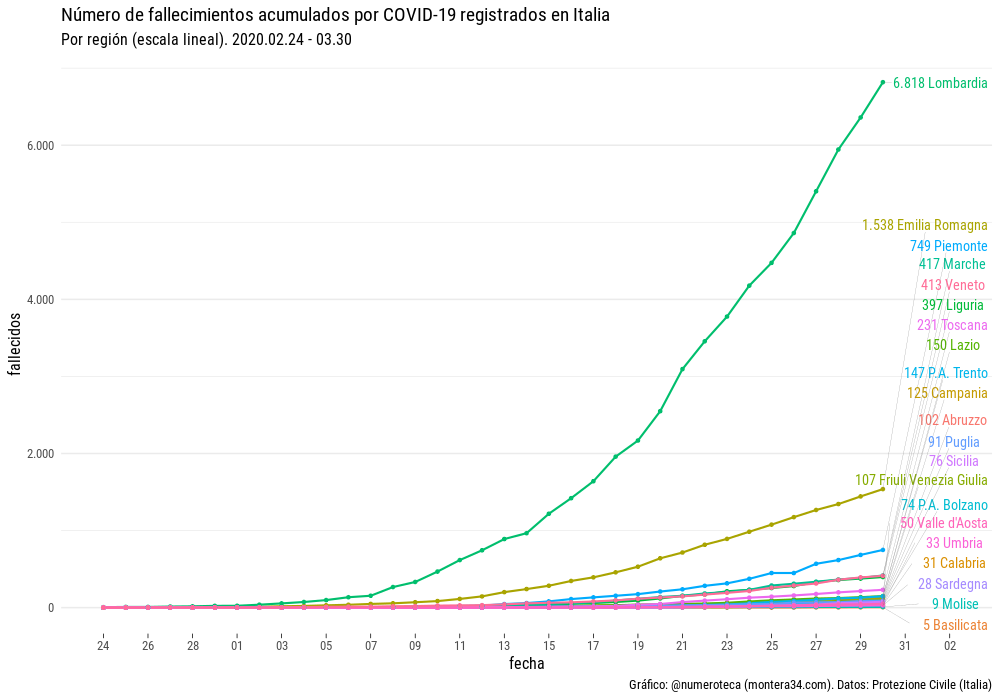 Número de fallecimientos acumulados por COVID-19 registrados en Italia
Por región (escala lineal). 2020.02.24 - 03.30
fallecidos
6.000
4.000
2.000
0
6.818 Lombardia
1.538 Emilia Romagna
749 Piemonte
417 Marche
413 Veneto
397 Liguria
231 Toscana
150 Lazio
147 P.A. Trento
125 Campania
102 Abruzzo
91 Puglia
76 Sicilia
107 Friuli Venezia Giulia
74 P.A. Bolzano
50 Valle d'Aosta
33 Umbria
31 Calabria
28 Sardegna
9 Molise
5 Basilicata
24 26 28 01 03 05 07 09 11 13 15 17 19 21 23 25 27 29 31 02
fecha
Gráfico: @numeroteca (montera34.com). Datos: Protezione Civile (Italia)